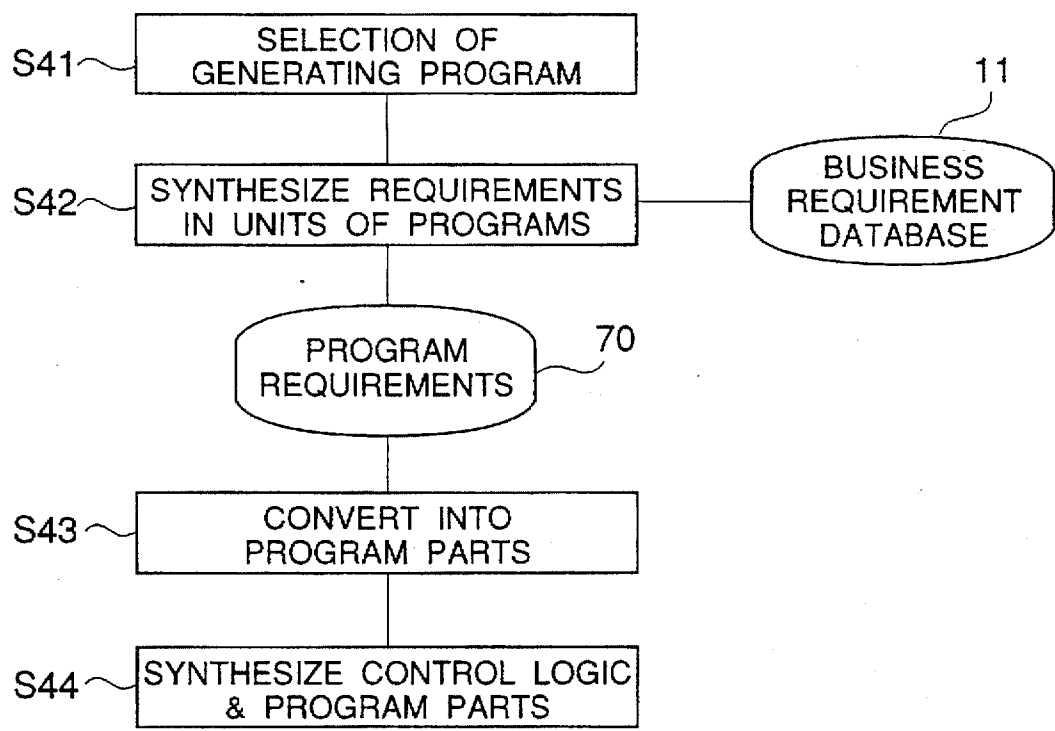 S41
SELECTION OF
GENERATING PROGRAM
11
S42
SYNTHESIZE REQUIREMENTS
IN UNITS OF PROGRAMS
BUSINESS
REQUIREMENT
DATABASE
70
PROGRAM
REQUIREMENTS
S43
CONVERT INTO
PROGRAM PARTS
S44
SYNTHESIZE CONTROL LOGIC
& PROGRAM PARTS